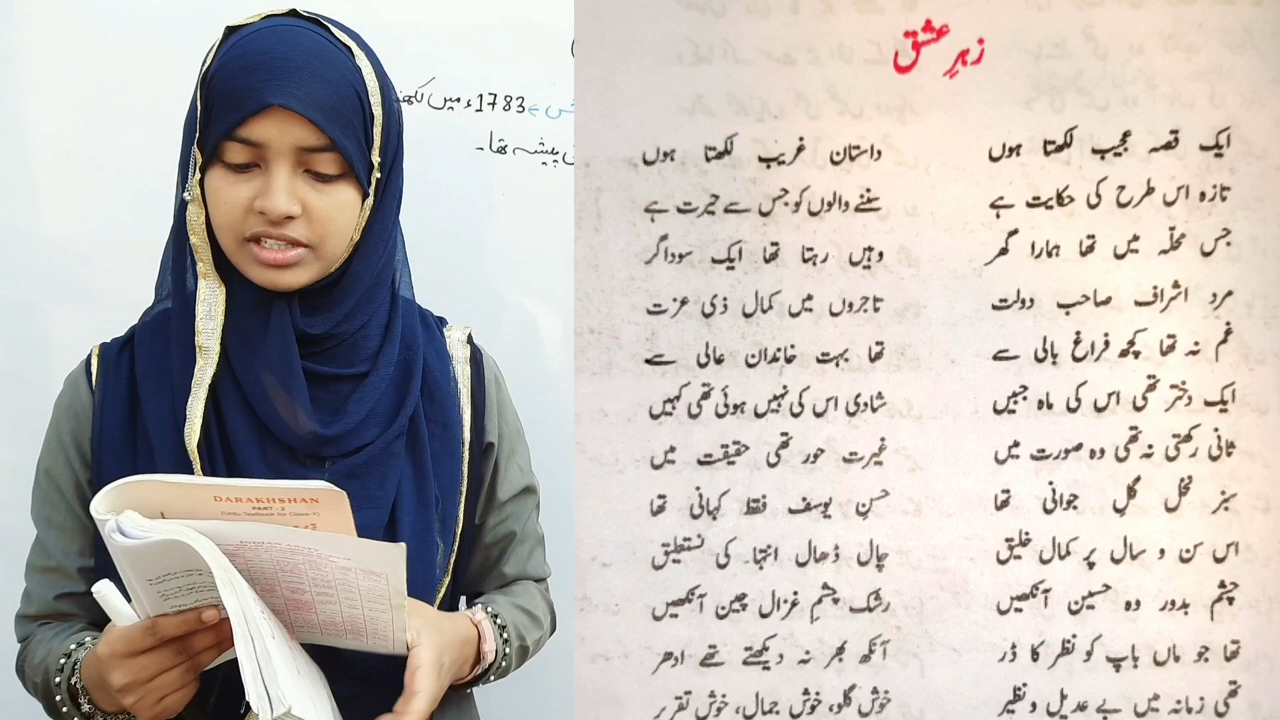 1783ء میں لکھن
پیشہ تھا۔
DARAKHSHAN
PART - 2
(Urdu Textbook for Class-X)
زہرِ عشق
ایک قصہ عجیب لکھتا ہوں داستان غریب لکھتا ہوں
تازہ اس طرح کی حکایت ہے سننے والوں کو جس سے حیرت ہے
جس محلّہ میں تھا ہمارا گھر وہیں رہتا تھا ایک سوداگر
مرد اشراف صاحب دولت تاجروں میں کمال ذی عزت
غم نہ تھا کچھ فراغ بالی سے تھا بہت خاندان عالی سے
ایک دختر تھی اس کی ماہ جبیں شادی اس کی نہیں ہوئی تھی کہیں
ثانی رکھتی نہ تھی وہ صورت میں غیرت حور تھی حقیقت میں
سبز نخل گلِ جوانی تھا حسنِ یوسف فقط کہانی تھا
اس سن و سال پر کمال خلیق چال ڈھال انتہا کی نستعلیق
چشم بدور وہ حسین آنکھیں رشک چشمِ غزال چین آنکھیں
تھا جو ماں باپ کو نظر کا ڈر آنکھ بھر نہ دیکھتے تھے ادھر
تھی زمانہ میں بے عدیل و نظیر خوش گلو، خوش جمال، خوش تقریر